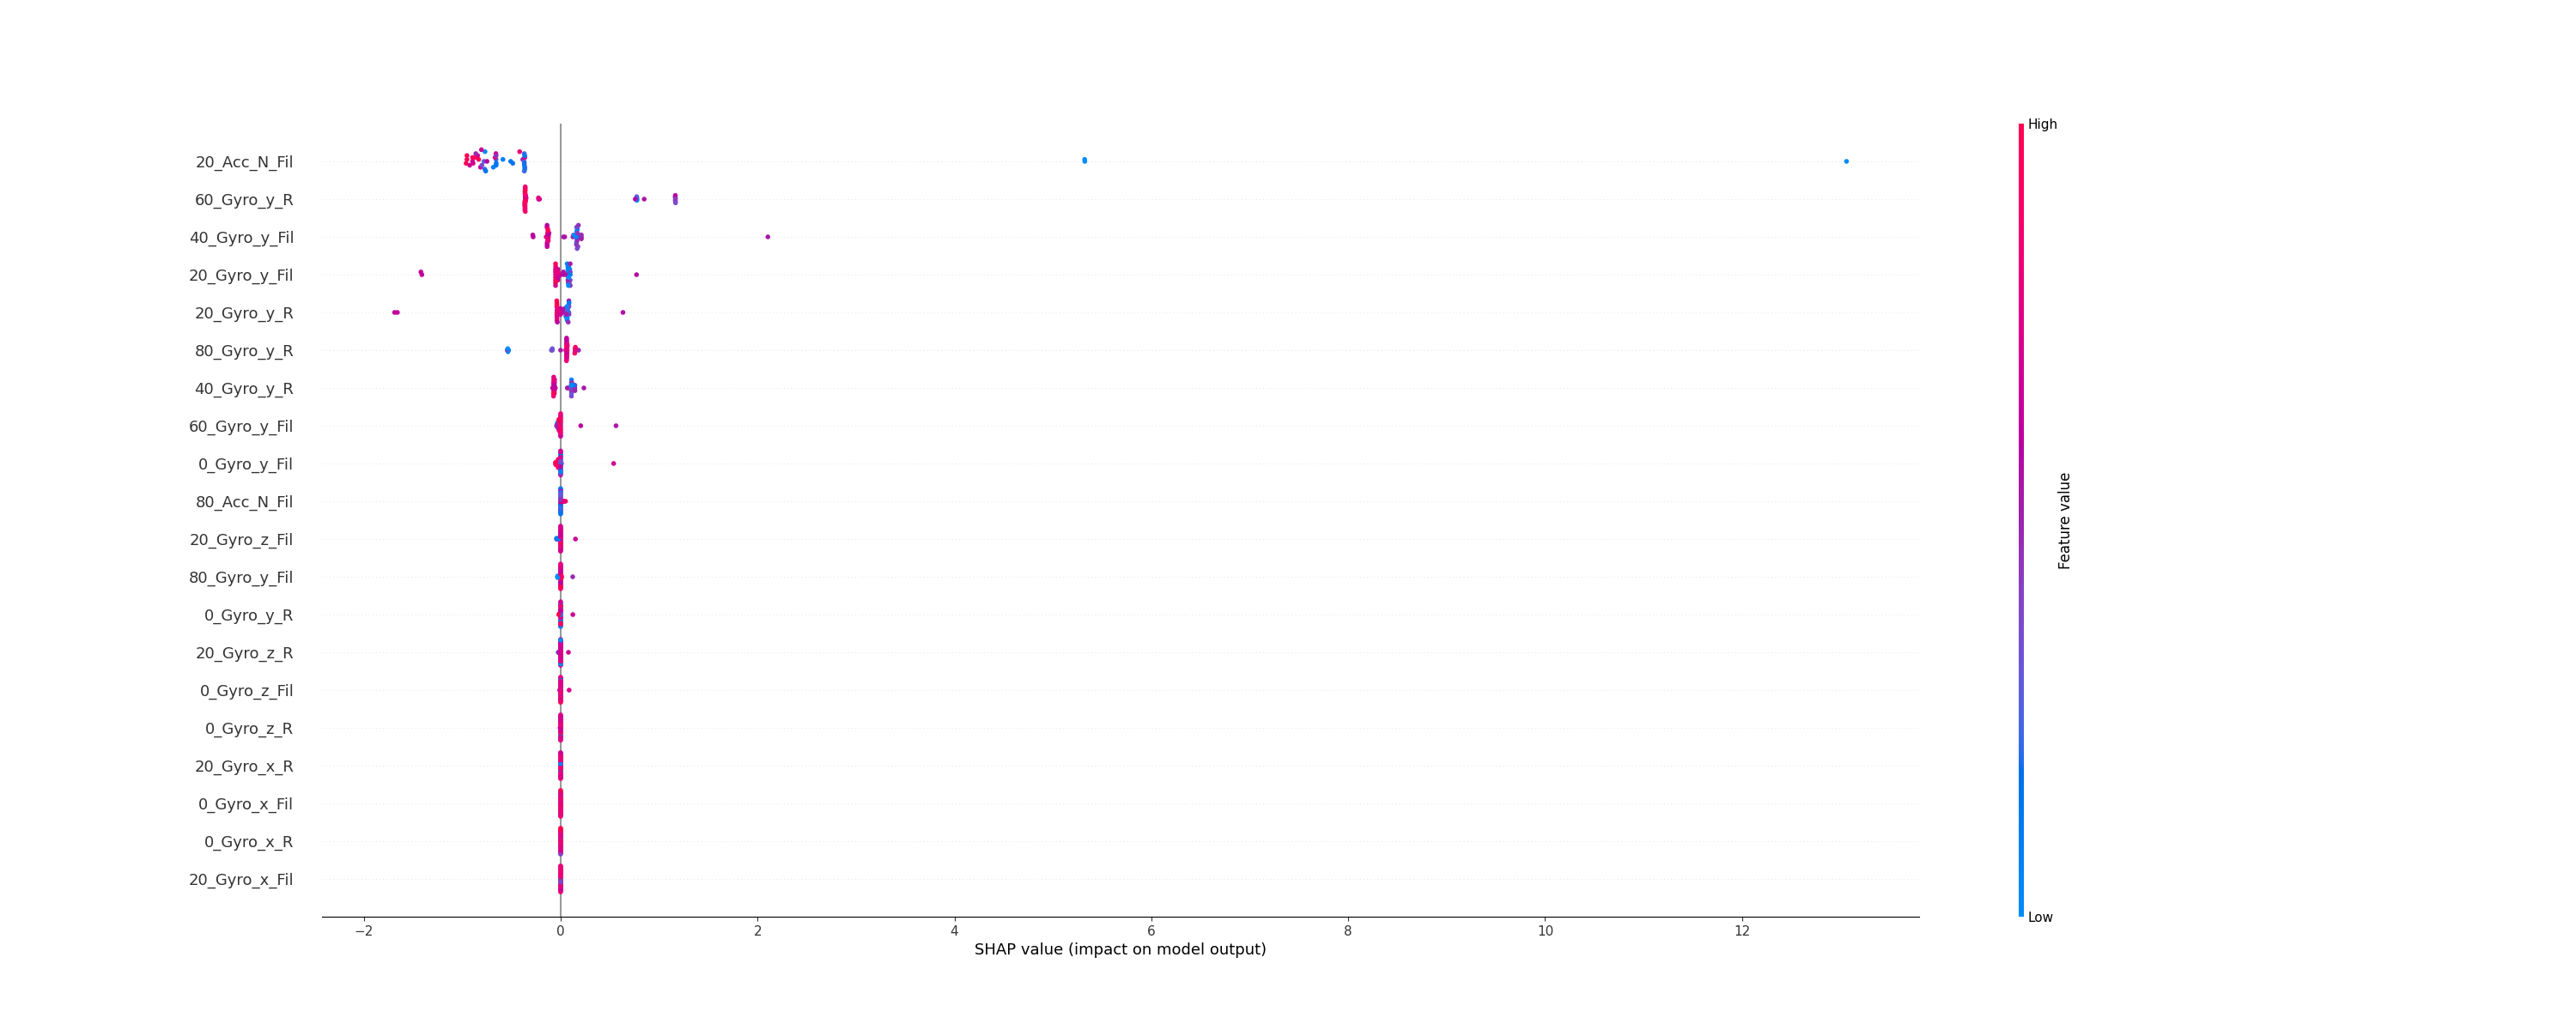 High
20_Acc_N_Fil
60_Gyro_y_R
40_Gyro_y_Fil
20_Gyro_y_Fil
20_Gyro_y_R
80_Gyro_y_R
40_Gyro_y_R
60_Gyro_y_Fil
0_Gyro_y_Fil
80_Acc_N_Fil
20_Gyro_z_Fil
80_Gyro_y_Fil
0_Gyro_y_R
20_Gyro_z_R
0_Gyro_z_Fil
0_Gyro_z_R
20_Gyro_x_R
0_Gyro_x_Fil
0_Gyro_x_R
20_Gyro_x_Fil
Feature value
Low
−2 0 2 4 6 8 10 12
SHAP value (impact on model output)